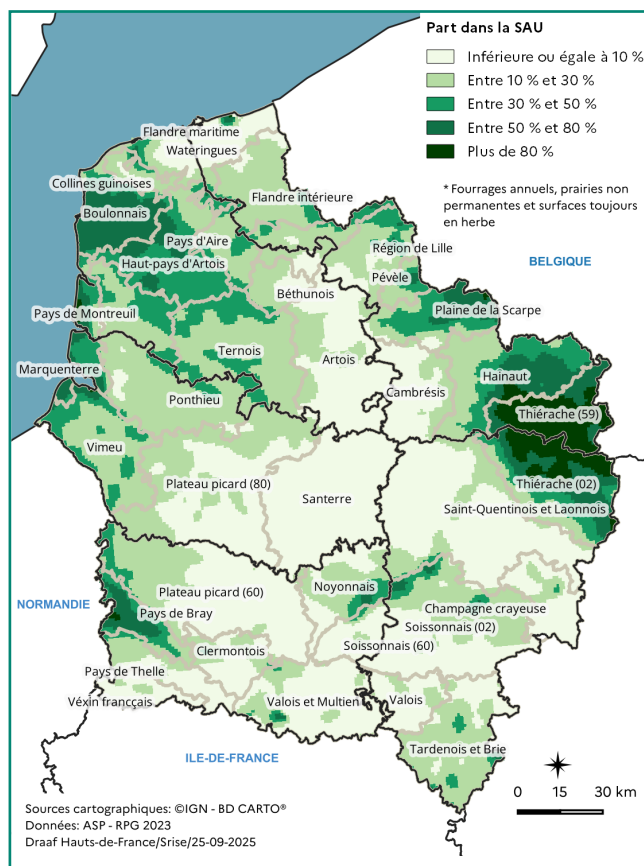 Part dans la SAU
Inférieure ou égale à 10 %
Entre 10 % et 30 %
Entre 30 % et 50 %
Entre 50 % et 80 %
Plus de 80 %
* Fourrages annuels, prairies non
permanentes et surfaces toujours
en herbe
Flandre maritime
Wateringues
Collines guinoises
Boulonnais
Flandre intérieure
Pays d'Aire
Haut-pays d'Artois
Région de Lille
BELGIQUE
Pévèle
Béthunois
Pays de Montreuil
Plaine de la Scarpe
Ternois
Artois
Marquenterre
Hainaut
Ponthieu
Cambrésis
Thiérache (59)
Vimeu
Plateau picard (80)
Thiérache (02)
Santerre
Saint-Quentinois et Laonnois
Noyonnais
Plateau picard (60)
NORMANDIE
Pays de Bray
Champagne crayeuse
Soissonnais (02)
Clermontois
Soissonnais (60)
Pays de Thelle
Véxin françcais
Valois et Multien
Valois
Tardenois et Brie
ILE-DE-FRANCE
0 15 30 km
Sources cartographiques: ©IGN - BD CARTO®
Données: ASP - RPG 2023
Draaf Hauts-de-France/Srise/25-09-2025